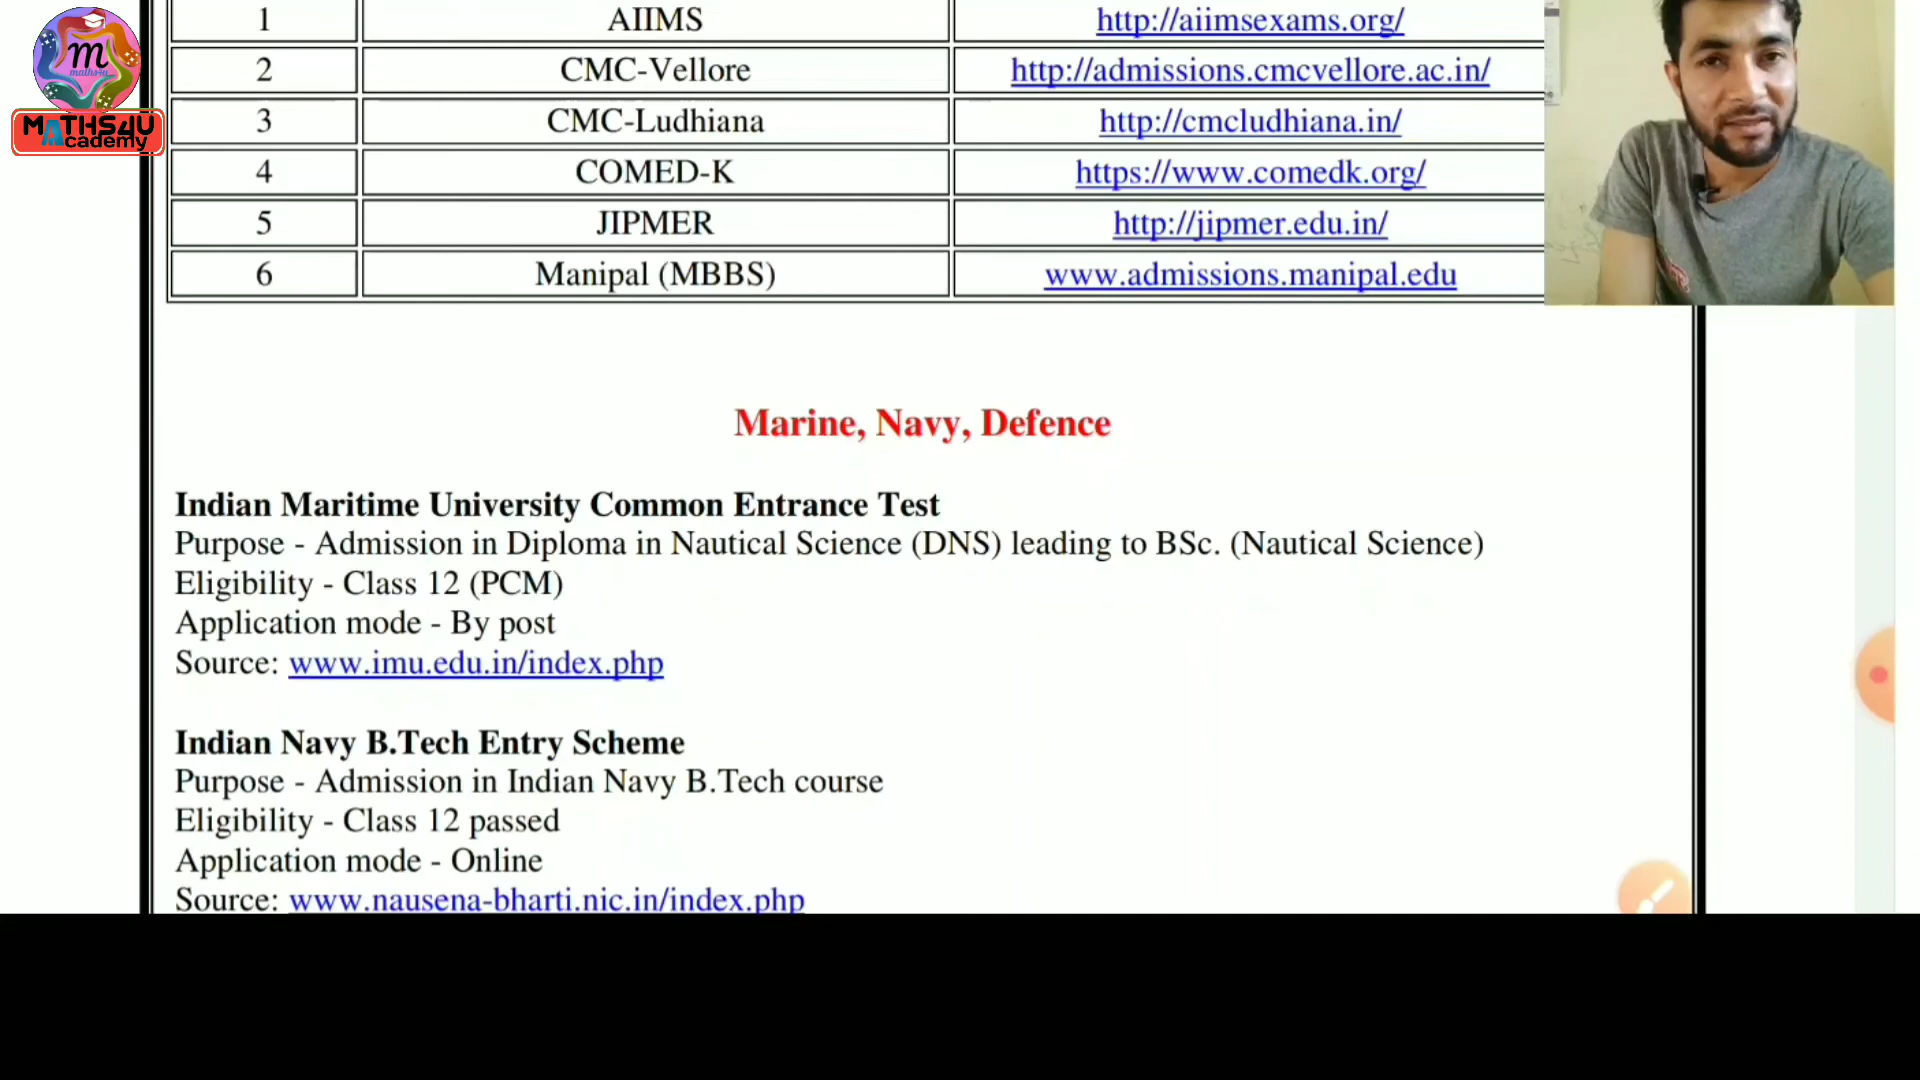 m
maths4u
MATHS4U
Academy
1 AIIMS http://aiimsexams.org/
2 CMC-Vellore http://admissions.cmcvellore.ac.in/
3 CMC-Ludhiana http://cmcludhiana.in/
4 COMED-K https://www.comedk.org/
5 JIPMER http://jipmer.edu.in/
6 Manipal (MBBS) www.admissions.manipal.edu
Marine, Navy, Defence
Indian Maritime University Common Entrance Test
Purpose - Admission in Diploma in Nautical Science (DNS) leading to BSc. (Nautical Science)
Eligibility - Class 12 (PCM)
Application mode - By post
Source: www.imu.edu.in/index.php
Indian Navy B.Tech Entry Scheme
Purpose - Admission in Indian Navy B.Tech course
Eligibility - Class 12 passed
Application mode - Online
Source: www.nausena-bharti.nic.in/index.php